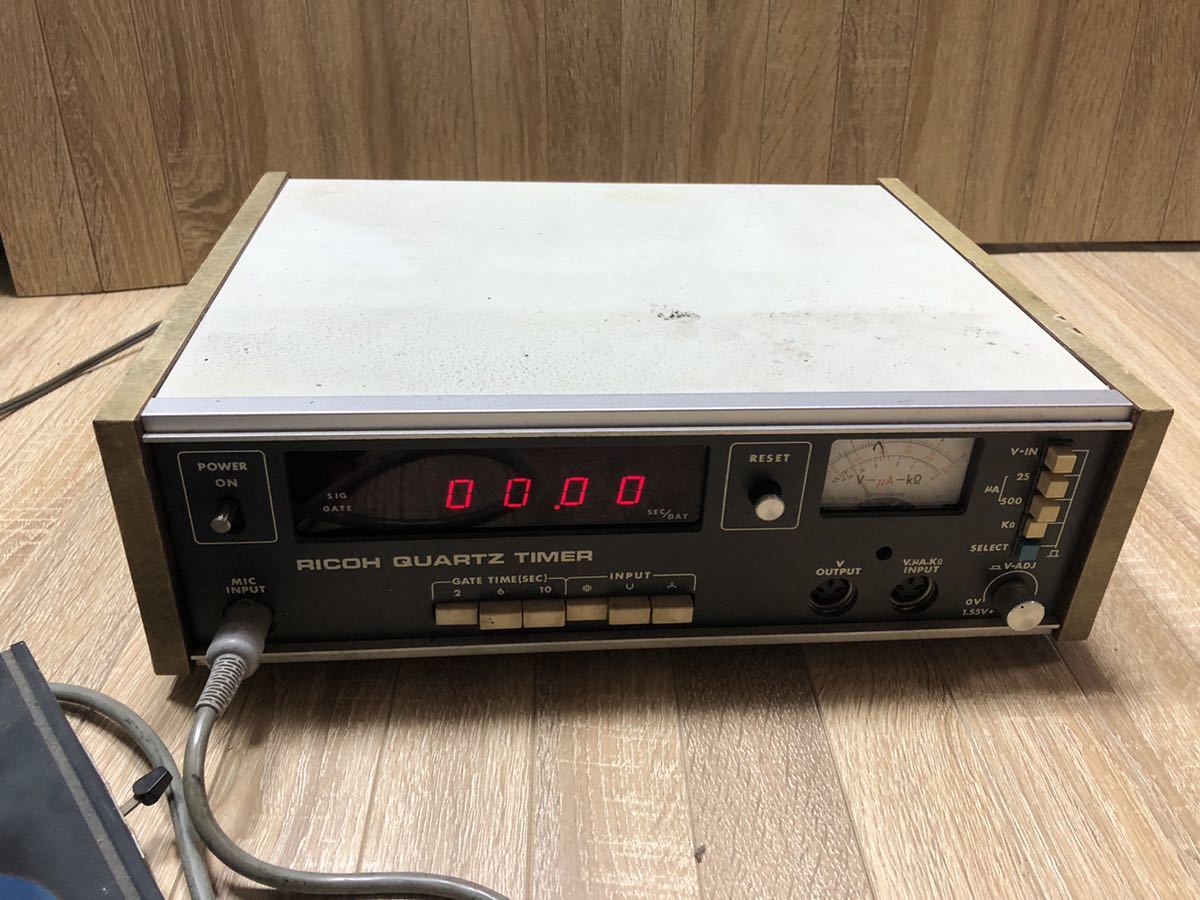 POWER
ON
SIG
GATE
00.00
SEC/DAY
RESET
V-μA-kΩ
V-IN
μA
25
500
KΩ
SELECT
V-ADJ
0V
1.55V+
RICOH QUARTZ TIMER
MIC
INPUT
GATE TIME(SEC)
2 6 10
INPUT
V
OUTPUT
V.μA.KΩ
INPUT